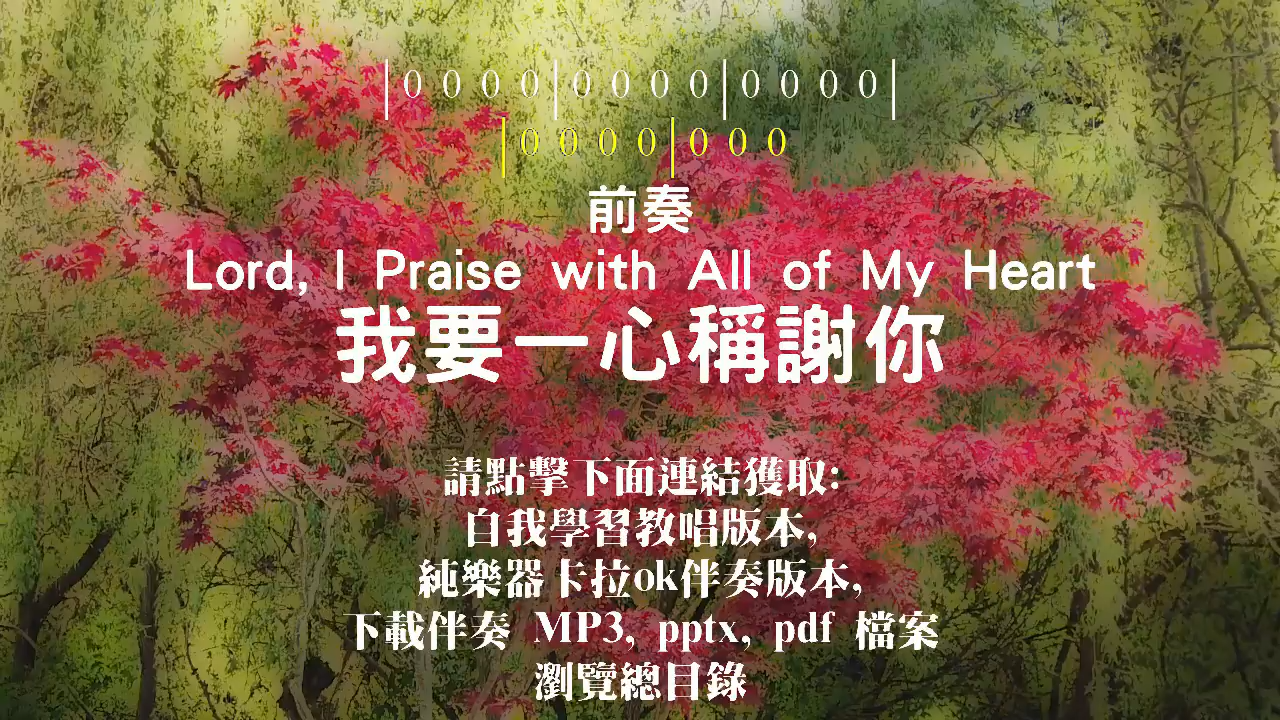 |0 0 0 0|0 0 0 0|0 0 0 0|
|0 0 0 0|0 0 0
前奏
Lord, I Praise with All of My Heart
我要一心稱謝你
請點擊下面連結獲取:
自我學習教唱版本,
純樂器卡拉ok伴奏版本,
下載伴奏 MP3, pptx, pdf 檔案
瀏覽總目錄